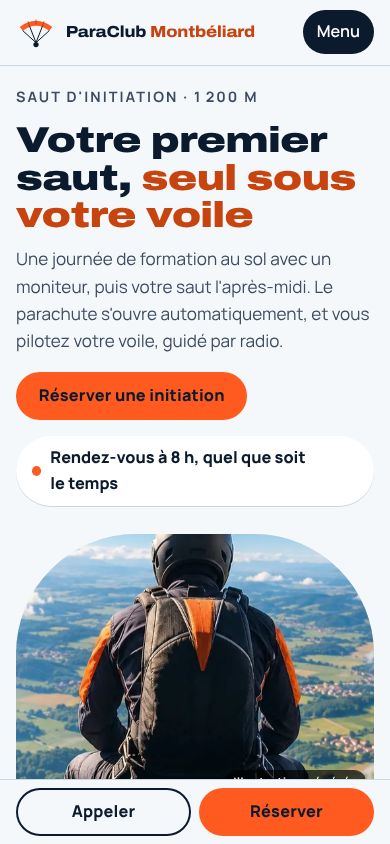 ParaClub Montbéliard
Menu
SAUT D'INITIATION · 1 200 M
Votre premier
saut, seul sous
votre voile
Une journée de formation au sol avec un
moniteur, puis votre saut l'après-midi. Le
parachute s'ouvre automatiquement, et vous
pilotez votre voile, guidé par radio.
Réserver une initiation
Rendez-vous à 8 h, quel que soit
le temps
Appeler
Réserver